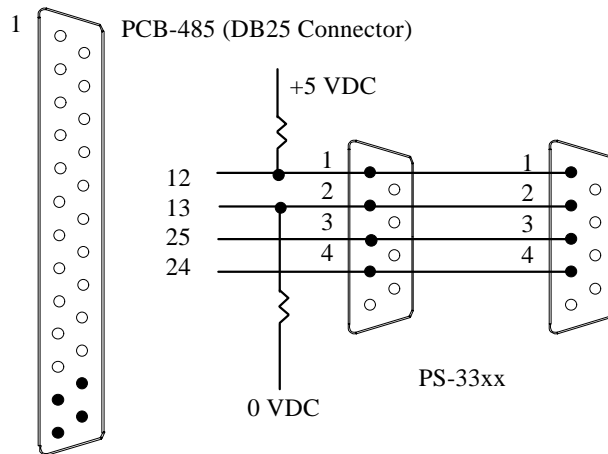 1 PCB-485 (DB25 Connector)
+5 VDC
12 1 1
13 2 2
25 3 3
24 4 4
PS-33xx
0 VDC